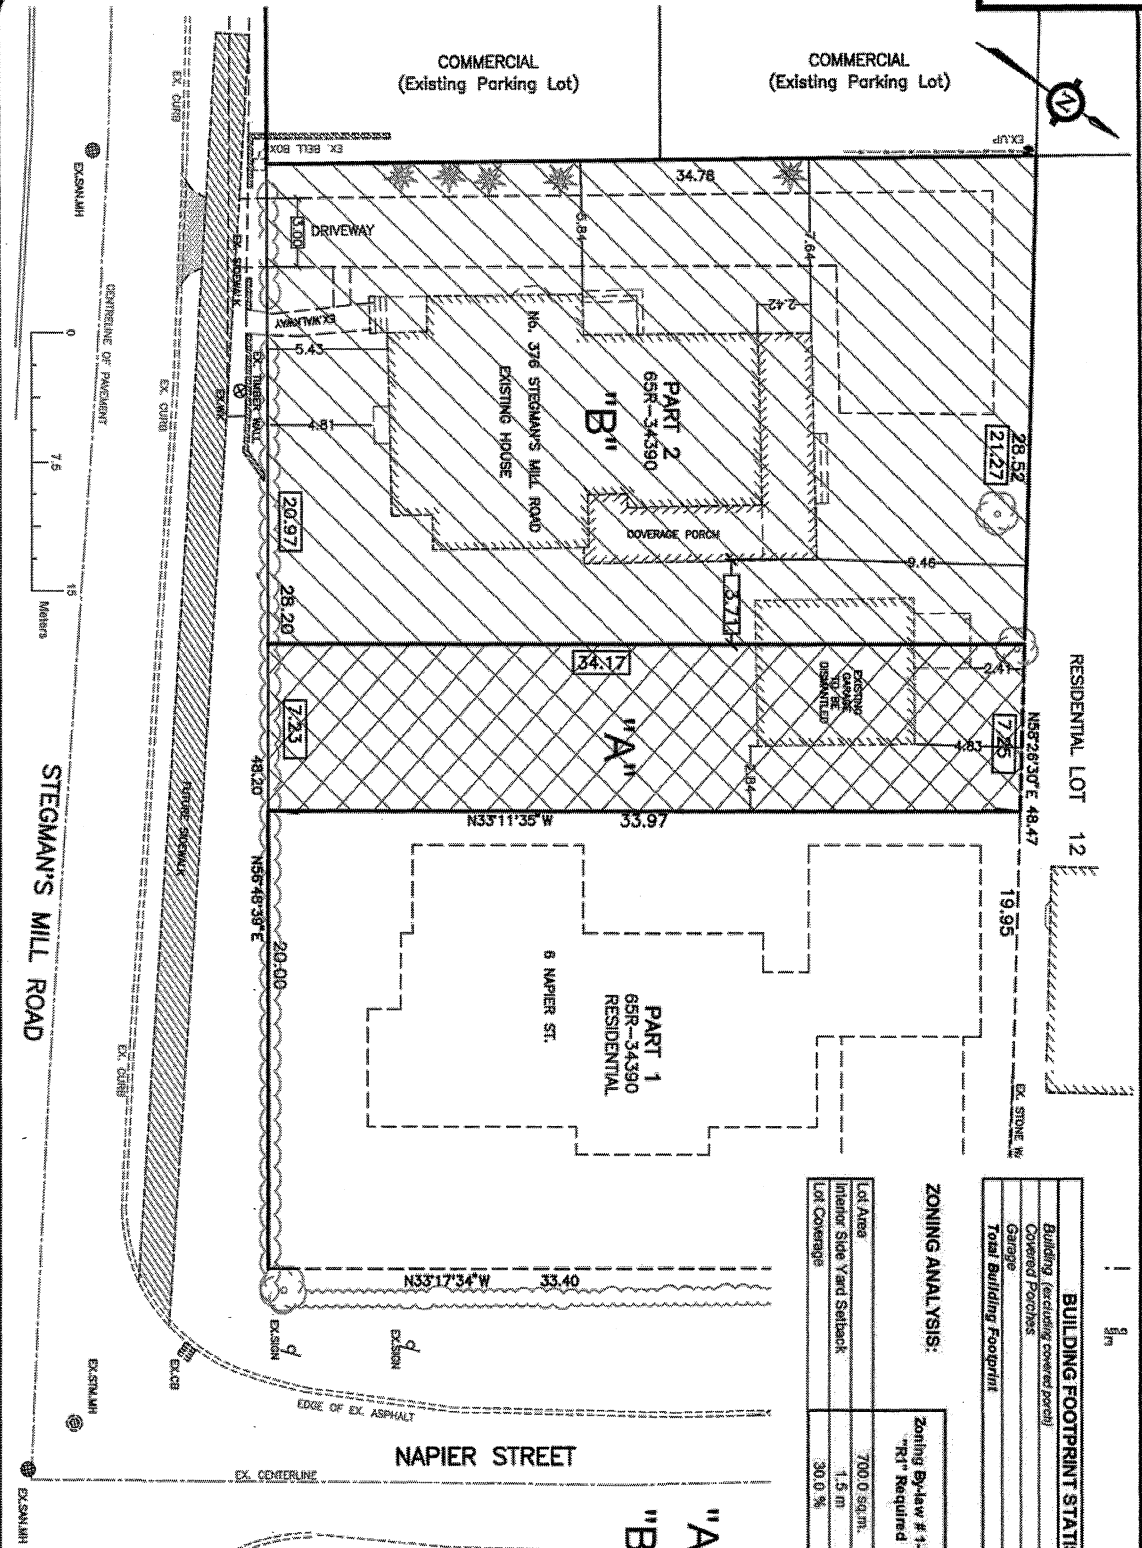 COMMERCIAL
(Existing Parking Lot)
COMMERCIAL
(Existing Parking Lot)
N
EX.UP
EX. BELL BOX
EX. CURB
EX.SAN.MH
34.78
3.00
DRIVEWAY
6.84
7.64
2.42
EX. SIDEWALK
EX.WALKWAY
5.43
4.81
EX. TIMBER WALL
CENTRELINE OF PAVEMENT
EX. CURB
0
7.5
15
Meters
No. 376 STEGMAN'S MILL ROAD
EXISTING HOUSE
PART 2
65R-34390
"B"
COVERAGE PORCH
28.52
21.27
20.97
28.20
9.46
3.71
34.17
7.23
"A"
EXISTING
GARAGE
TO BE
DISMANTLED
2.41
4.83
2.84
7.25
N58°26'30"E 48.47
RESIDENTIAL LOT 12
48.20
N56°48'39"E
N33°11'35"W
33.97
FUTURE SIDEWALK
STEGMAN'S MILL ROAD
20.00
19.95
6 NAPIER ST.
PART 1
65R-34390
RESIDENTIAL
EX. STONE W
EX. CURB
N33°17'34"W
33.40
EX.SIGN
EX.SIGN
EX.CB
EX.STM.MH
EX.SAN.MH
EDGE OF EX. ASPHALT
NAPIER STREET
EX. CENTERLINE
BUILDING FOOTPRINT STATI
Building (excluding covered porch)
Covered Porches
Garage
Total Building Footprint
ZONING ANALYSIS:
Zoning By-law # 1-
"R1" Required
Lot Area 700.0 sq.m.
Interior Side Yard Setback 1.5 m
Lot Coverage 30.0 %
"A
"B